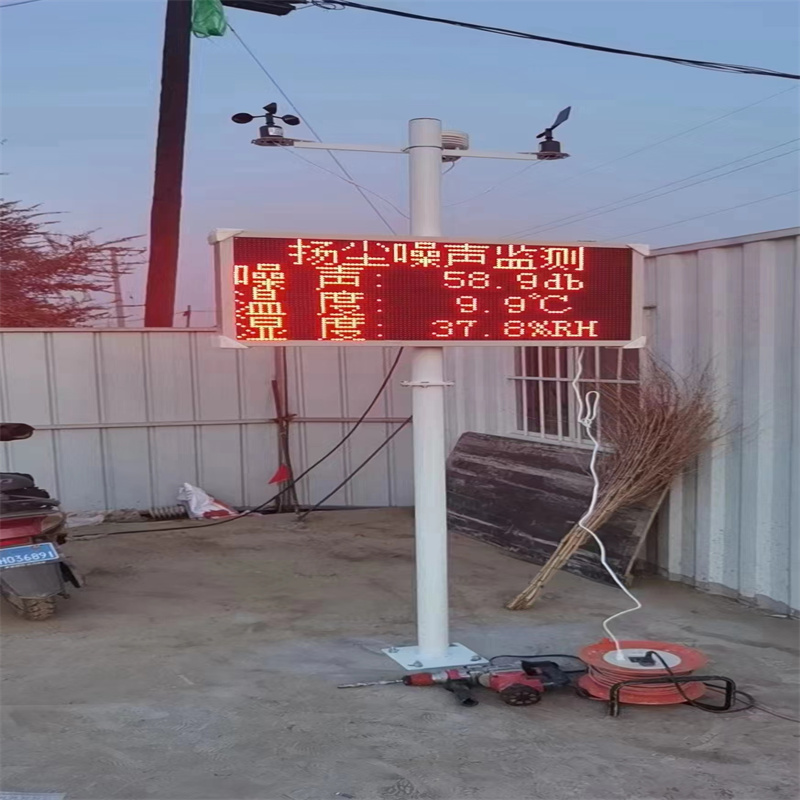 扬尘噪声监测
噪 声: 58.9db
温 度: 9.9℃
湿 度: 37.8%RH
H036891